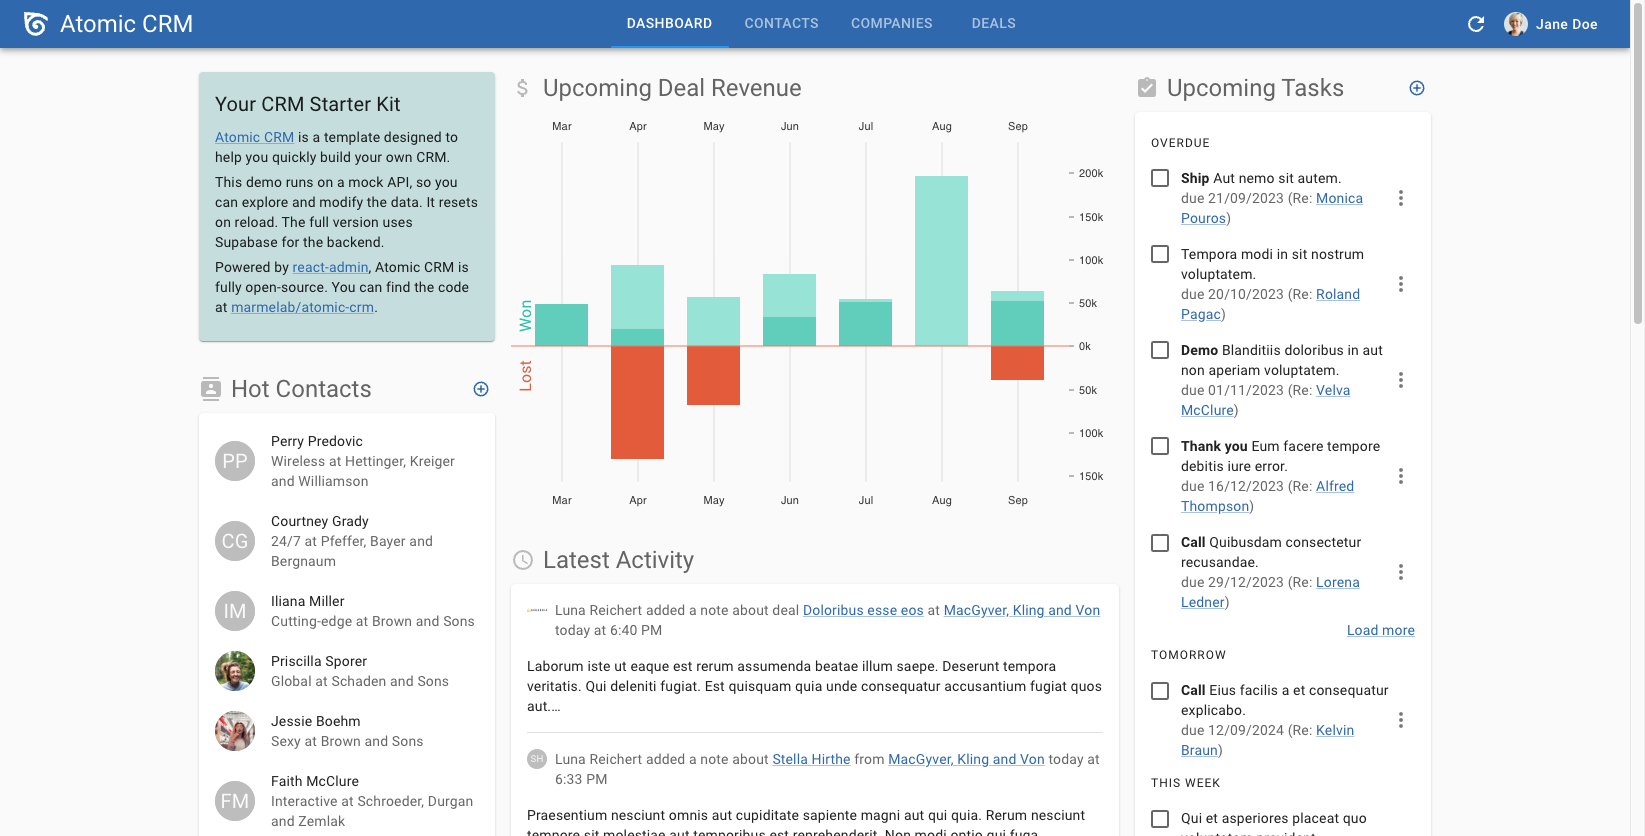 Atomic CRM
DASHBOARD
CONTACTS
COMPANIES
DEALS
Jane Doe
Your CRM Starter Kit
Atomic CRM is a template designed to
help you quickly build your own CRM.
This demo runs on a mock API, so you
can explore and modify the data. It resets
on reload. The full version uses
Supabase for the backend.
Powered by react-admin, Atomic CRM is
fully open-source. You can find the code
at marmelab/atomic-crm.
Hot Contacts
PP
Perry Predovic
Wireless at Hettinger, Kreiger
and Williamson
CG
Courtney Grady
24/7 at Pfeffer, Bayer and
Bergnaum
IM
Iliana Miller
Cutting-edge at Brown and Sons
Priscilla Sporer
Global at Schaden and Sons
Jessie Boehm
Sexy at Brown and Sons
FM
Faith McClure
Interactive at Schroeder, Durgan
and Zemlak
Upcoming Deal Revenue
Mar Apr May Jun Jul Aug Sep
200k
150k
100k
50k
0k
50k
100k
150k
Won
Lost
Mar Apr May Jun Jul Aug Sep
Latest Activity
Luna Reichert added a note about deal Doloribus esse eos at MacGyver, Kling and Von
today at 6:40 PM
Laborum iste ut eaque est rerum assumenda beatae illum saepe. Deserunt tempora
veritatis. Qui deleniti fugiat. Est quisquam quia unde consequatur accusantium fugiat quos
aut.…
SH
Luna Reichert added a note about Stella Hirthe from MacGyver, Kling and Von today at
6:33 PM
Praesentium nesciunt omnis aut cupiditate sapiente magni aut qui quia. Rerum nesciunt
tempore sit molestiae aut temporibus est reprehenderit. Non modi optio qui fuga
Upcoming Tasks
OVERDUE
Ship Aut nemo sit autem.
due 21/09/2023 (Re: Monica
Pouros)
Tempora modi in sit nostrum
voluptatem.
due 20/10/2023 (Re: Roland
Pagac)
Demo Blanditiis doloribus in aut
non aperiam voluptatem.
due 01/11/2023 (Re: Velva
McClure)
Thank you Eum facere tempore
debitis iure error.
due 16/12/2023 (Re: Alfred
Thompson)
Call Quibusdam consectetur
recusandae.
due 29/12/2023 (Re: Lorena
Ledner)
Load more
TOMORROW
Call Eius facilis a et consequatur
explicabo.
due 12/09/2024 (Re: Kelvin
Braun)
THIS WEEK
Qui et asperiores placeat quo